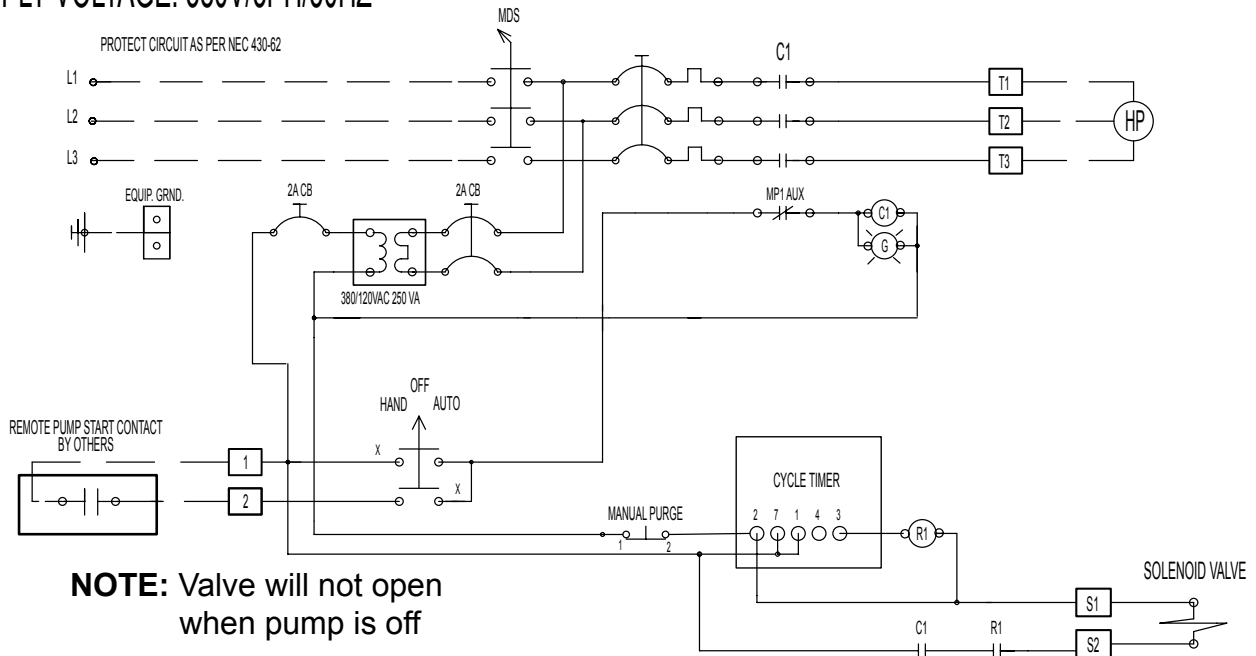 MDS
PROTECT CIRCUIT AS PER NEC 430-62
C1
L1
T1
L2
T2
HP
L3
T3
EQUIP. GRND.
2A CB
2A CB
MP1 AUX
C1
G
380/120VAC 250 VA
OFF
HAND AUTO
REMOTE PUMP START CONTACT
BY OTHERS
X
1
X
2
CYCLE TIMER
MANUAL PURGE
2 7 1 4 3
1 2
R1
NOTE: Valve will not open
when pump is off
SOLENOID VALVE
S1
C1 R1
S2